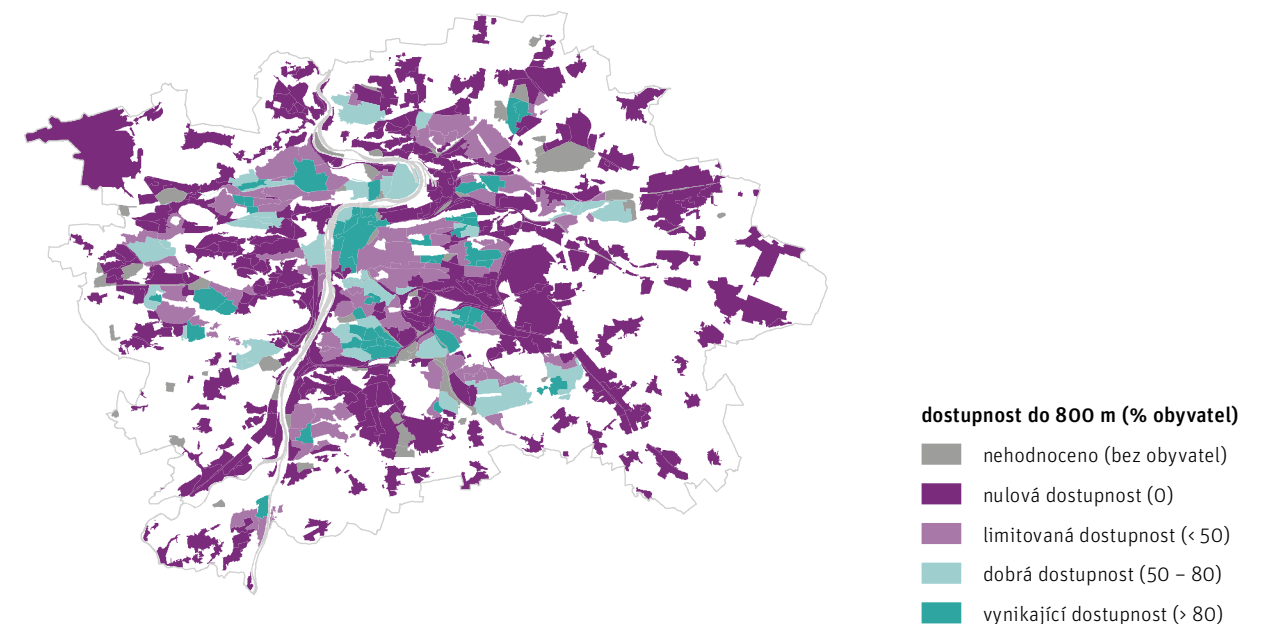 dostupnost do 800 m (% obyvatel)
nehodnoceno (bez obyvatel)
nulová dostupnost (0)
limitovaná dostupnost (< 50)
dobrá dostupnost (50 – 80)
vynikající dostupnost (> 80)